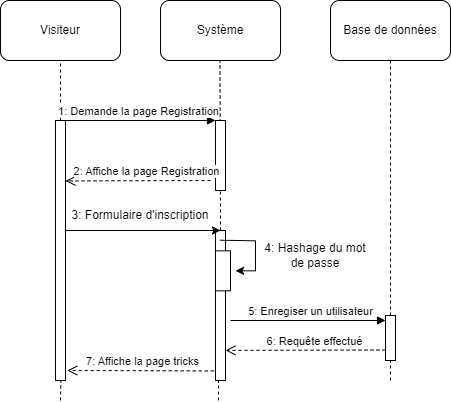 Visiteur
Système
Base de données
1: Demande la page Registration
2: Affiche la page Registration
3: Formulaire d'inscription
4: Hashage du mot
de passe
5: Enregiser un utilisateur
6: Requête effectué
7: Affiche la page tricks